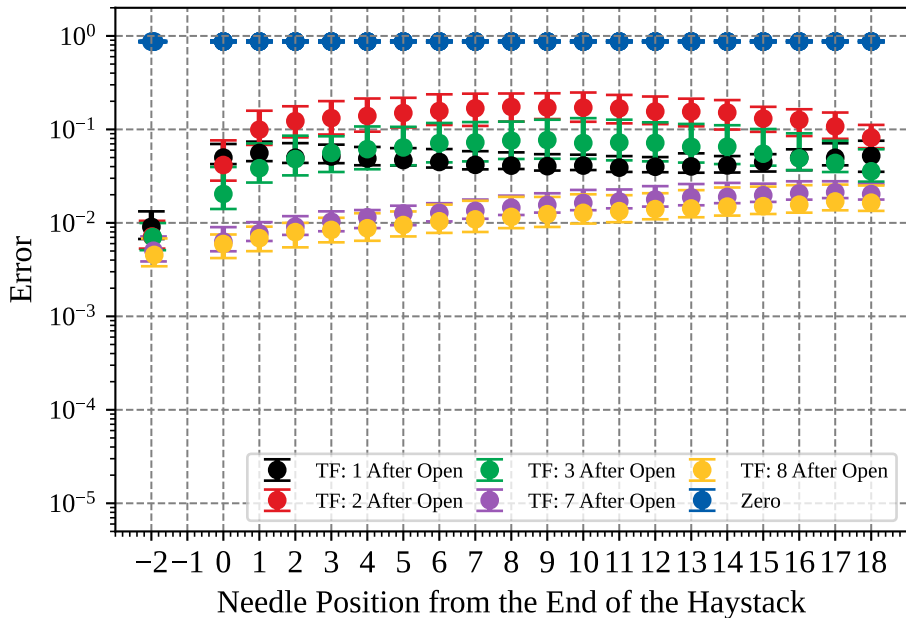 10⁰
10⁻¹
10⁻²
10⁻³
10⁻⁴
10⁻⁵
Error
TF: 1 After Open
TF: 3 After Open
TF: 8 After Open
TF: 2 After Open
TF: 7 After Open
Zero
−2 −1 0 1 2 3 4 5 6 7 8 9 10 11 12 13 14 15 16 17 18
Needle Position from the End of the Haystack